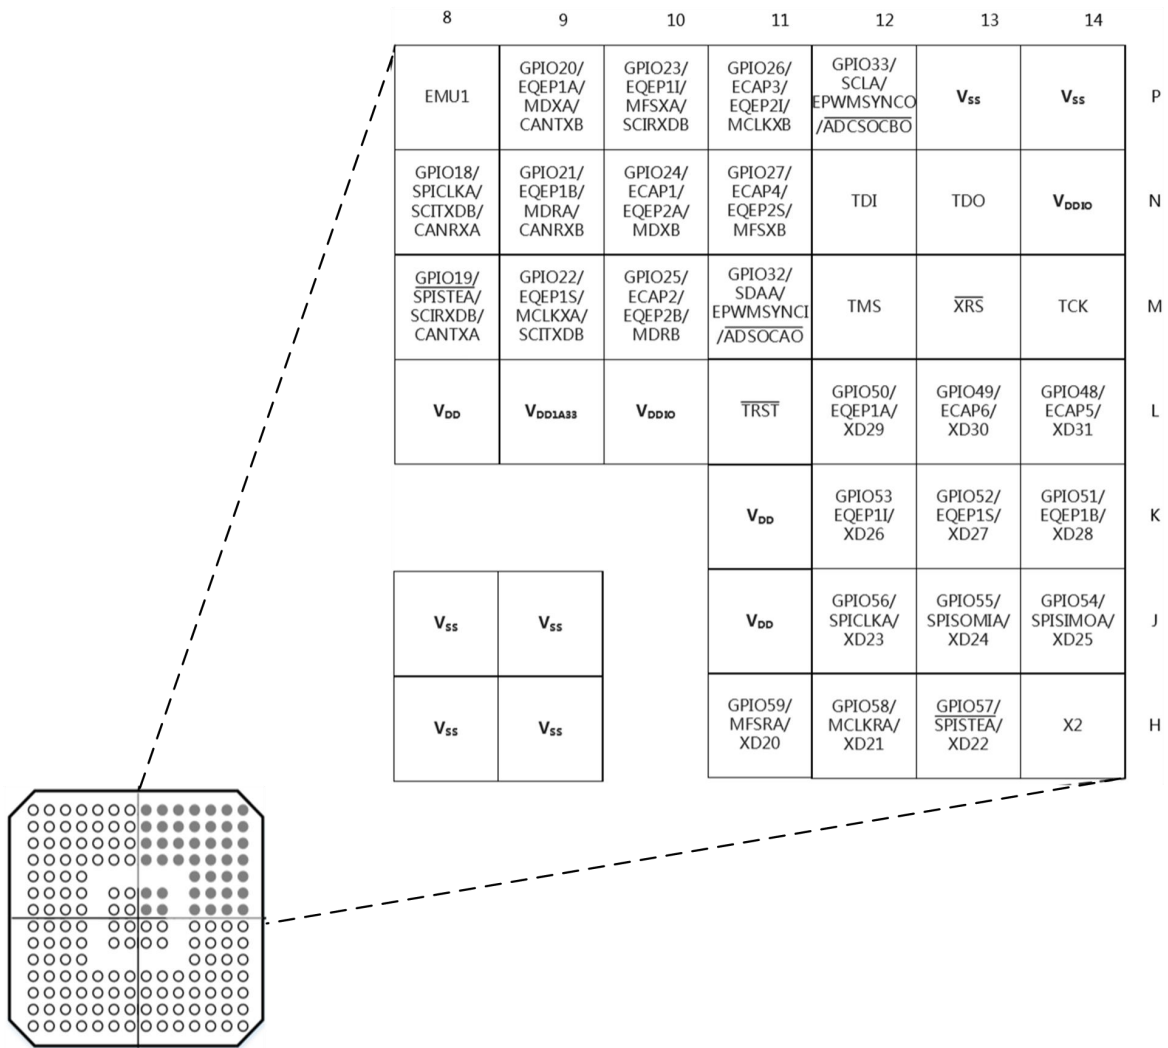 8 9 10 11 12 13 14
EMU1
GPIO20/
EQEP1A/
MDXA/
CANTXB
GPIO23/
EQEP1I/
MFSXA/
SCIRXDB
GPIO26/
ECAP3/
EQEP2I/
MCLKXB
GPIO33/
SCLA/
EPWMSYNCO
/ADCSOCBO
VSS
VSS
P
GPIO18/
SPICLKA/
SCITXDB/
CANRXA
GPIO21/
EQEP1B/
MDRA/
CANRXB
GPIO24/
ECAP1/
EQEP2A/
MDXB
GPIO27/
ECAP4/
EQEP2S/
MFSXB
TDI
TDO
VDDIO
N
GPIO19/
SPISTEA/
SCIRXDB/
CANTXA
GPIO22/
EQEP1S/
MCLKXA/
SCITXDB
GPIO25/
ECAP2/
EQEP2B/
MDRB
GPIO32/
SDAA/
EPWMSYNCI
/ADSOCAO
TMS
XRS
TCK
M
VDD
VDD1A33
VDDIO
TRST
GPIO50/
EQEP1A/
XD29
GPIO49/
ECAP6/
XD30
GPIO48/
ECAP5/
XD31
L
VDD
GPIO53
EQEP1I/
XD26
GPIO52/
EQEP1S/
XD27
GPIO51/
EQEP1B/
XD28
K
VSS
VSS
VDD
GPIO56/
SPICLKA/
XD23
GPIO55/
SPISOMIA/
XD24
GPIO54/
SPISIMOA/
XD25
J
VSS
VSS
GPIO59/
MFSRA/
XD20
GPIO58/
MCLKRA/
XD21
GPIO57/
SPISTEA/
XD22
X2
H